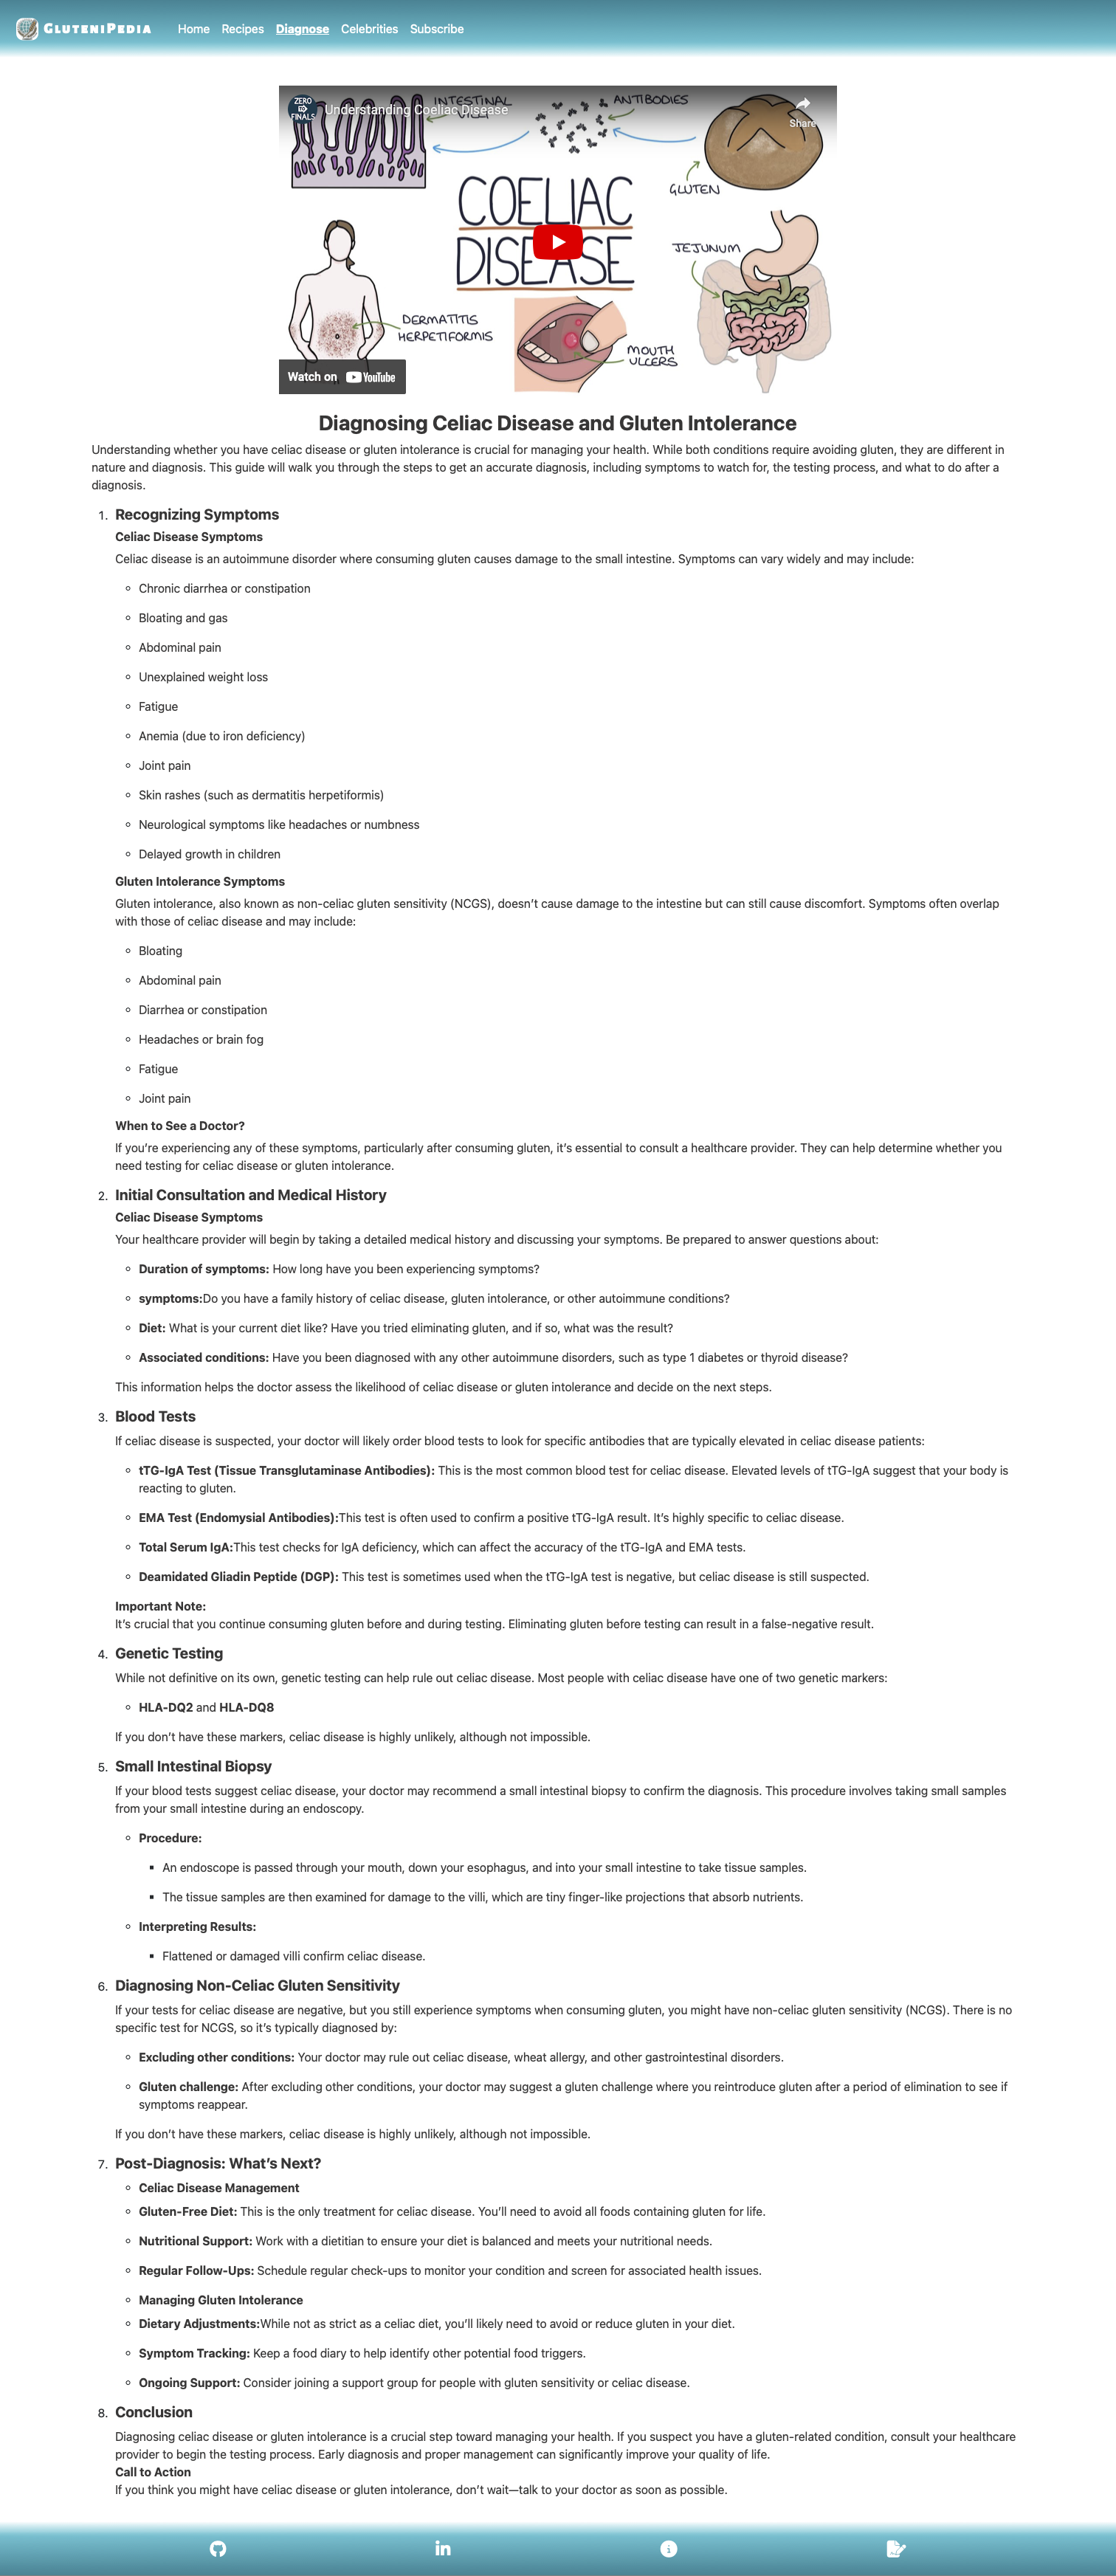 GLUTENIPEDIA Home Recipes Diagnose Celebrities Subscribe
ZERO TO FINALS
Understanding Coeliac Disease
Share
INTESTINAL
VILLI
ANTIBODIES
GLUTEN
COELIAC
DISEASE
JEJUNUM
DERMATITIS
HERPETIFORMIS
MOUTH
ULCERS
Watch on YouTube
Diagnosing Celiac Disease and Gluten Intolerance
Understanding whether you have celiac disease or gluten intolerance is crucial for managing your health. While both conditions require avoiding gluten, they are different in
nature and diagnosis. This guide will walk you through the steps to get an accurate diagnosis, including symptoms to watch for, the testing process, and what to do after a
diagnosis.
1. Recognizing Symptoms
Celiac Disease Symptoms
Celiac disease is an autoimmune disorder where consuming gluten causes damage to the small intestine. Symptoms can vary widely and may include:
Chronic diarrhea or constipation
Bloating and gas
Abdominal pain
Unexplained weight loss
Fatigue
Anemia (due to iron deficiency)
Joint pain
Skin rashes (such as dermatitis herpetiformis)
Neurological symptoms like headaches or numbness
Delayed growth in children
Gluten Intolerance Symptoms
Gluten intolerance, also known as non-celiac gluten sensitivity (NCGS), doesn't cause damage to the intestine but can still cause discomfort. Symptoms often overlap
with those of celiac disease and may include:
Bloating
Abdominal pain
Diarrhea or constipation
Headaches or brain fog
Fatigue
Joint pain
When to See a Doctor?
If you're experiencing any of these symptoms, particularly after consuming gluten, it's essential to consult a healthcare provider. They can help determine whether you
need testing for celiac disease or gluten intolerance.
2. Initial Consultation and Medical History
Celiac Disease Symptoms
Your healthcare provider will begin by taking a detailed medical history and discussing your symptoms. Be prepared to answer questions about:
Duration of symptoms: How long have you been experiencing symptoms?
symptoms:Do you have a family history of celiac disease, gluten intolerance, or other autoimmune conditions?
Diet: What is your current diet like? Have you tried eliminating gluten, and if so, what was the result?
Associated conditions: Have you been diagnosed with any other autoimmune disorders, such as type 1 diabetes or thyroid disease?
This information helps the doctor assess the likelihood of celiac disease or gluten intolerance and decide on the next steps.
3. Blood Tests
If celiac disease is suspected, your doctor will likely order blood tests to look for specific antibodies that are typically elevated in celiac disease patients:
tTG-IgA Test (Tissue Transglutaminase Antibodies): This is the most common blood test for celiac disease. Elevated levels of tTG-IgA suggest that your body is
reacting to gluten.
EMA Test (Endomysial Antibodies):This test is often used to confirm a positive tTG-IgA result. It's highly specific to celiac disease.
Total Serum IgA:This test checks for IgA deficiency, which can affect the accuracy of the tTG-IgA and EMA tests.
Deamidated Gliadin Peptide (DGP): This test is sometimes used when the tTG-IgA test is negative, but celiac disease is still suspected.
Important Note:
It's crucial that you continue consuming gluten before and during testing. Eliminating gluten before testing can result in a false-negative result.
4. Genetic Testing
While not definitive on its own, genetic testing can help rule out celiac disease. Most people with celiac disease have one of two genetic markers:
HLA-DQ2 and HLA-DQ8
If you don't have these markers, celiac disease is highly unlikely, although not impossible.
5. Small Intestinal Biopsy
If your blood tests suggest celiac disease, your doctor may recommend a small intestinal biopsy to confirm the diagnosis. This procedure involves taking small samples
from your small intestine during an endoscopy.
Procedure:
An endoscope is passed through your mouth, down your esophagus, and into your small intestine to take tissue samples.
The tissue samples are then examined for damage to the villi, which are tiny finger-like projections that absorb nutrients.
Interpreting Results:
Flattened or damaged villi confirm celiac disease.
6. Diagnosing Non-Celiac Gluten Sensitivity
If your tests for celiac disease are negative, but you still experience symptoms when consuming gluten, you might have non-celiac gluten sensitivity (NCGS). There is no
specific test for NCGS, so it's typically diagnosed by:
Excluding other conditions: Your doctor may rule out celiac disease, wheat allergy, and other gastrointestinal disorders.
Gluten challenge: After excluding other conditions, your doctor may suggest a gluten challenge where you reintroduce gluten after a period of elimination to see if
symptoms reappear.
If you don't have these markers, celiac disease is highly unlikely, although not impossible.
7. Post-Diagnosis: What's Next?
Celiac Disease Management
Gluten-Free Diet: This is the only treatment for celiac disease. You'll need to avoid all foods containing gluten for life.
Nutritional Support: Work with a dietitian to ensure your diet is balanced and meets your nutritional needs.
Regular Follow-Ups: Schedule regular check-ups to monitor your condition and screen for associated health issues.
Managing Gluten Intolerance
Dietary Adjustments:While not as strict as a celiac diet, you'll likely need to avoid or reduce gluten in your diet.
Symptom Tracking: Keep a food diary to help identify other potential food triggers.
Ongoing Support: Consider joining a support group for people with gluten sensitivity or celiac disease.
8. Conclusion
Diagnosing celiac disease or gluten intolerance is a crucial step toward managing your health. If you suspect you have a gluten-related condition, consult your healthcare
provider to begin the testing process. Early diagnosis and proper management can significantly improve your quality of life.
Call to Action
If you think you might have celiac disease or gluten intolerance, don't wait—talk to your doctor as soon as possible.